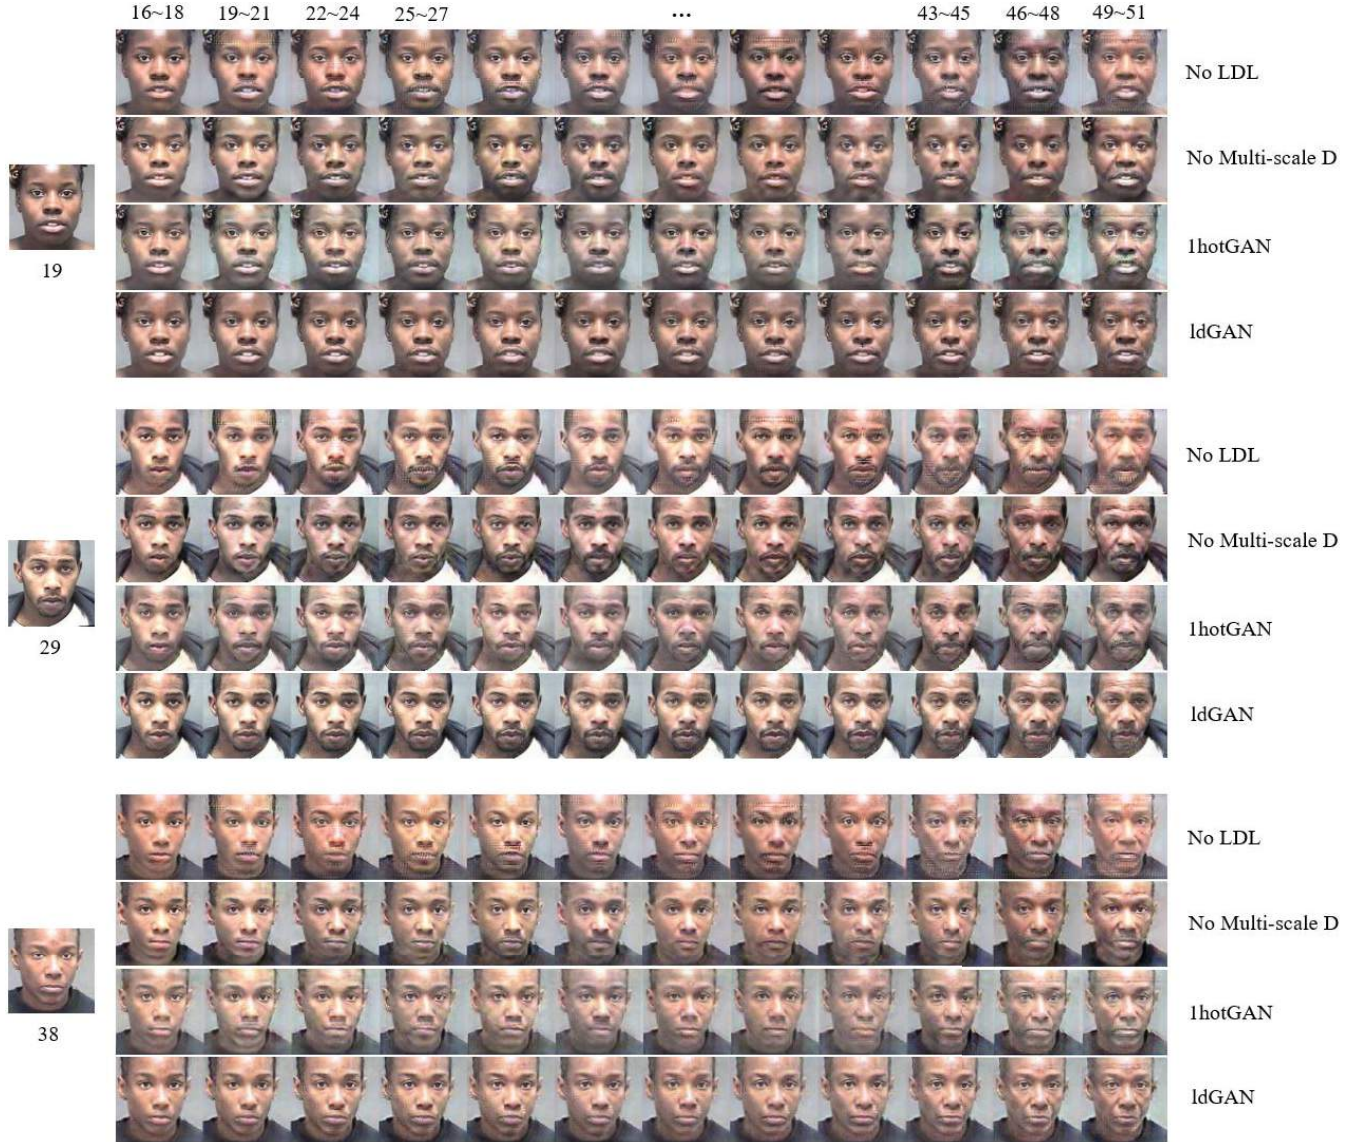 16~18 19~21 22~24 25~27 ... 43~45 46~48 49~51
No LDL
No Multi-scale D
19
1hotGAN
ldGAN
No LDL
No Multi-scale D
29
1hotGAN
ldGAN
No LDL
No Multi-scale D
38
1hotGAN
ldGAN